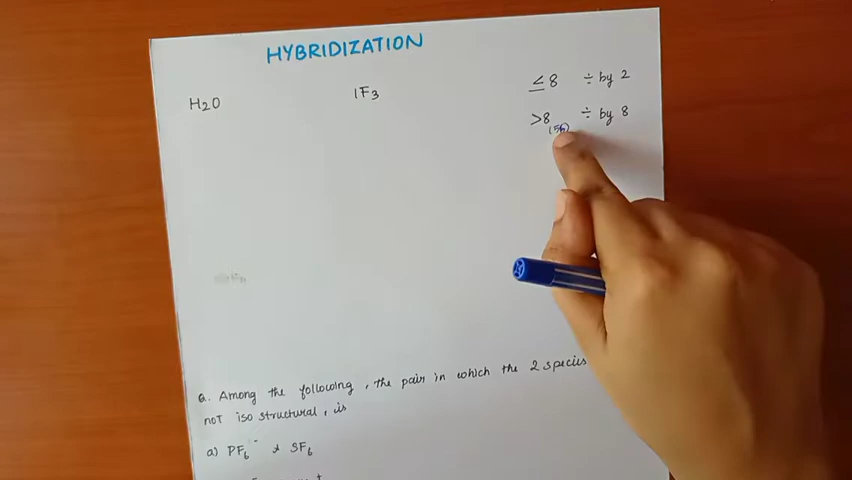 HYBRIDIZATION
H₂O IF₃ ≤ 8 ÷ by 2
>8 ÷ by 8
(56)
Q. Among the following, the pair in which the 2 species
NOT iso structural, is
a) PF₆⁻ & SF₆